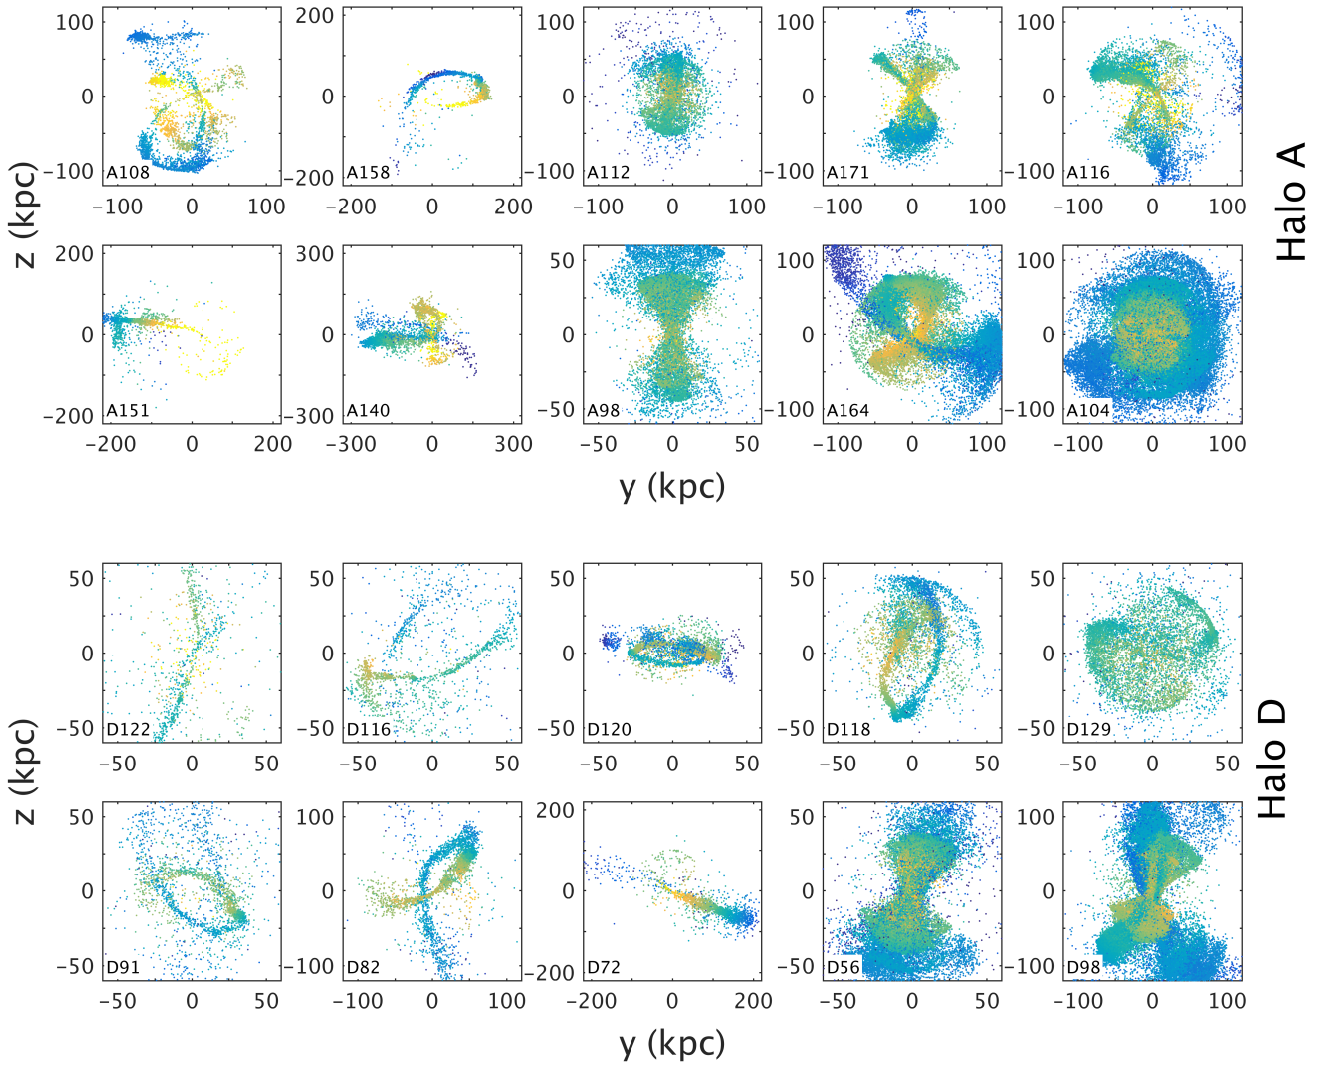 100
0
−100
A108
−100 0 100
200
0
−200
A158
−200 0 200
100
0
−100
A112
−100 0 100
100
0
−100
A171
−100 0 100
100
0
−100
A116
−100 0 100
200
0
−200
A151
−200 0 200
300
0
−300
A140
−300 0 300
50
0
−50
A98
−50 0 50
100
0
−100
A164
−100 0 100
100
0
−100
A104
−100 0 100
z (kpc)
y (kpc)
Halo A
50
0
−50
D122
−50 0 50
50
0
−50
D116
−50 0 50
50
0
−50
D120
−50 0 50
50
0
−50
D118
−50 0 50
50
0
−50
D129
−50 0 50
50
0
−50
D91
−50 0 50
100
0
−100
D82
−100 0 100
200
0
−200
D72
−200 0 200
50
0
−50
D56
−50 0 50
100
0
−100
D98
−100 0 100
z (kpc)
y (kpc)
Halo D